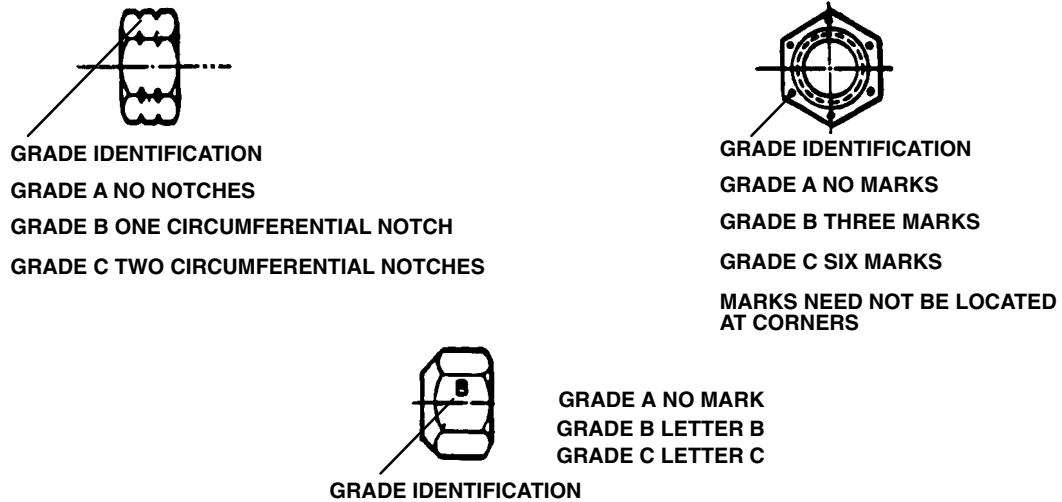 GRADE IDENTIFICATION
GRADE A NO NOTCHES
GRADE B ONE CIRCUMFERENTIAL NOTCH
GRADE C TWO CIRCUMFERENTIAL NOTCHES
GRADE IDENTIFICATION
GRADE A NO MARKS
GRADE B THREE MARKS
GRADE C SIX MARKS
MARKS NEED NOT BE LOCATED
AT CORNERS
B
GRADE A NO MARK
GRADE B LETTER B
GRADE C LETTER C
GRADE IDENTIFICATION